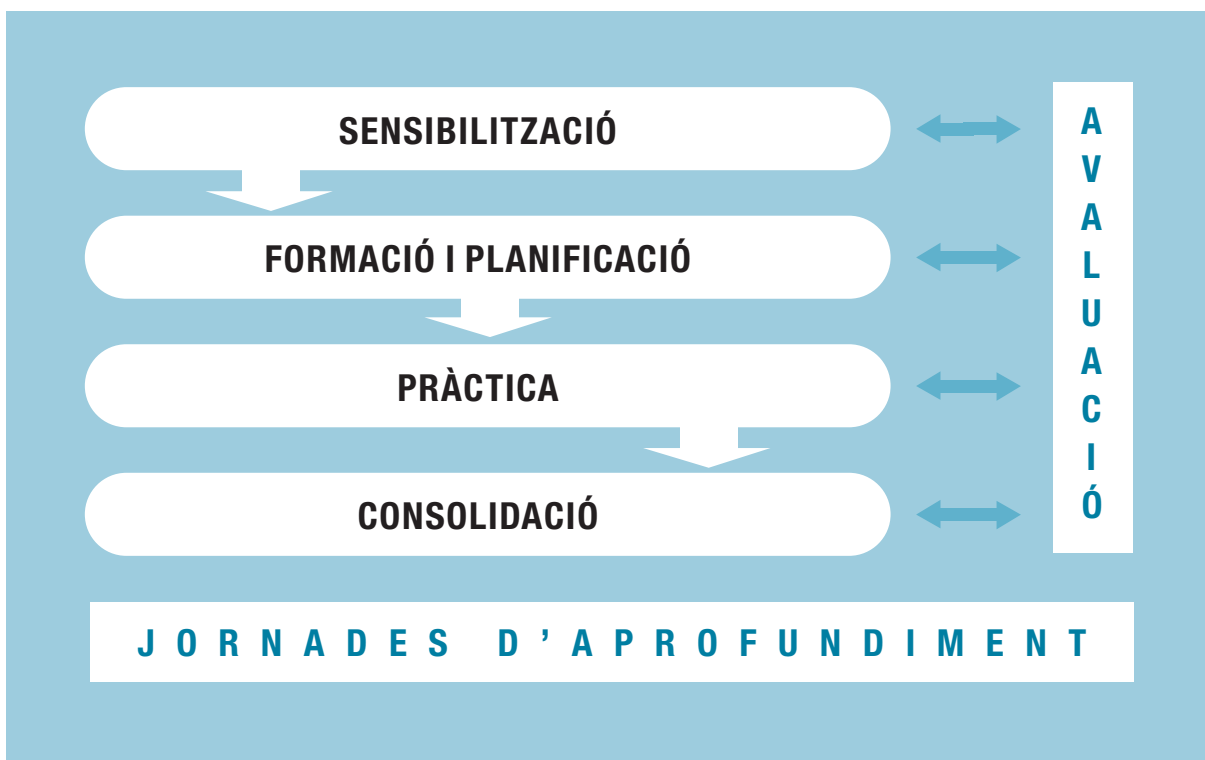 SENSIBILITZACIÓ
FORMACIÓ I PLANIFICACIÓ
PRÀCTICA
CONSOLIDACIÓ
AVALUACIÓ
JORNADES D’APROFUNDIMENT